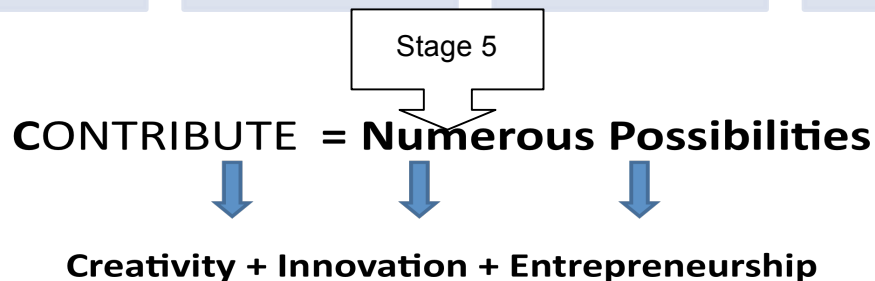 Stage 5
CONTRIBUTE = Numerous Possibilities
Creativity + Innovation + Entrepreneurship